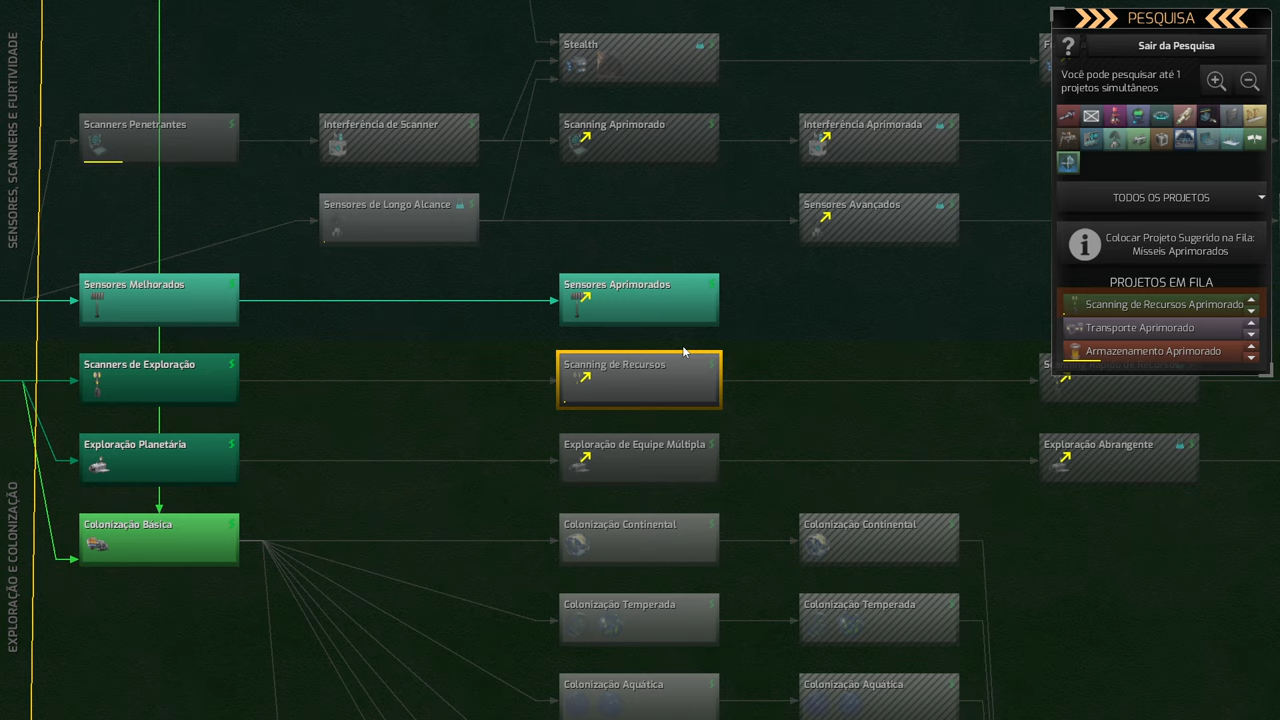 SENSORES, SCANNERS E FURTIVIDADE
EXPLORAÇÃO E COLONIZAÇÃO
Stealth
Scanners Penetrantes
Interferência de Scanner
Scanning Aprimorado
Interferência Aprimorada
Sensores de Longo Alcance
Sensores Avançados
Sensores Melhorados
Sensores Aprimorados
Scanners de Exploração
Scanning de Recursos
Exploração Planetária
Exploração de Equipe Múltipla
Exploração Abrangente
Colonização Básica
Colonização Continental
Colonização Continental
Colonização Temperada
Colonização Temperada
Colonização Aquática
Colonização Aquática
PESQUISA
?
Sair da Pesquisa
Você pode pesquisar até 1
projetos simultâneos
TODOS OS PROJETOS
Colocar Projeto Sugerido na Fila:
Mísseis Aprimorados
PROJETOS EM FILA
Scanning de Recursos Aprimorado
Transporte Aprimorado
Armazenamento Aprimorado